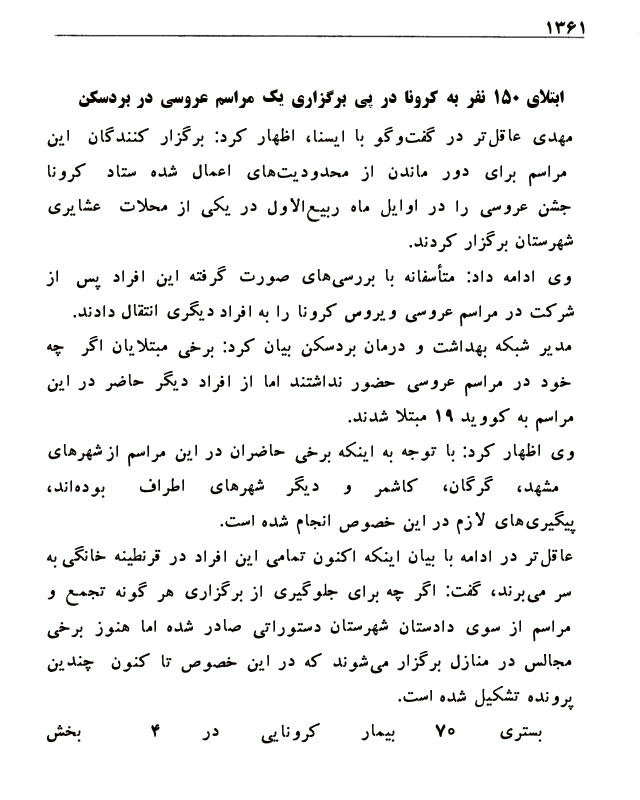 ۱۳۶۱
ابتلای ۱۵۰ نفر به کرونا در پی برگزاری یک مراسم عروسی در بردسکن
مهدی عاقل‌تر در گفت‌وگو با ایسنا، اظهار کرد: برگزار کنندگان این
مراسم برای دور ماندن از محدودیت‌های اعمال شده ستاد کرونا
جشن عروسی را در اوایل ماه ربیع‌الاول در یکی از محلات عشایری
شهرستان برگزار کردند.
وی ادامه داد: متأسفانه با بررسی‌های صورت گرفته این افراد پس از
شرکت در مراسم عروسی ویروس کرونا را به افراد دیگری انتقال دادند.
مدیر شبکه بهداشت و درمان بردسکن بیان کرد: برخی مبتلایان اگر چه
خود در مراسم عروسی حضور نداشتند اما از افراد دیگر حاضر در این
مراسم به کووید ۱۹ مبتلا شدند.
وی اظهار کرد: با توجه به اینکه برخی حاضران در این مراسم از شهرهای
مشهد، گرگان، کاشمر و دیگر شهرهای اطراف بوده‌اند،
پیگیری‌های لازم در این خصوص انجام شده است.
عاقل‌تر در ادامه با بیان اینکه اکنون تمامی این افراد در قرنطینه خانگی به
سر می‌برند، گفت: اگر چه برای جلوگیری از برگزاری هر گونه تجمع و
مراسم از سوی دادستان شهرستان دستوراتی صادر شده اما هنوز برخی
مجالس در منازل برگزار می‌شوند که در این خصوص تا کنون چندین
پرونده تشکیل شده است.
بستری ۷۰ بیمار کرونایی در ۴ بخش